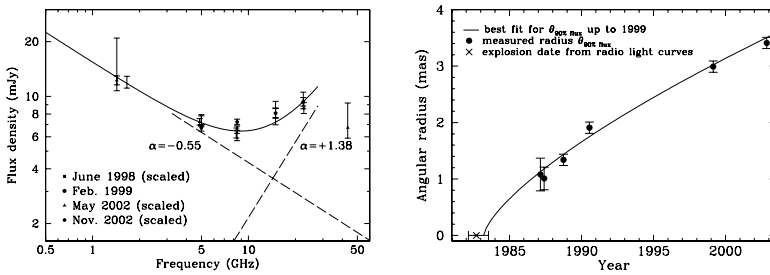 30
20
10
8
6
4
2
Flux density (mJy)
α=−0.55
α=+1.38
June 1998 (scaled)
Feb. 1999
May 2002 (scaled)
Nov. 2002 (scaled)
0.5 1 5 10 50
Frequency (GHz)
4
3
2
1
0
Angular radius (mas)
best fit for θ90% flux up to 1999
measured radius θ90% flux
explosion date from radio light curves
1985 1990 1995 2000
Year